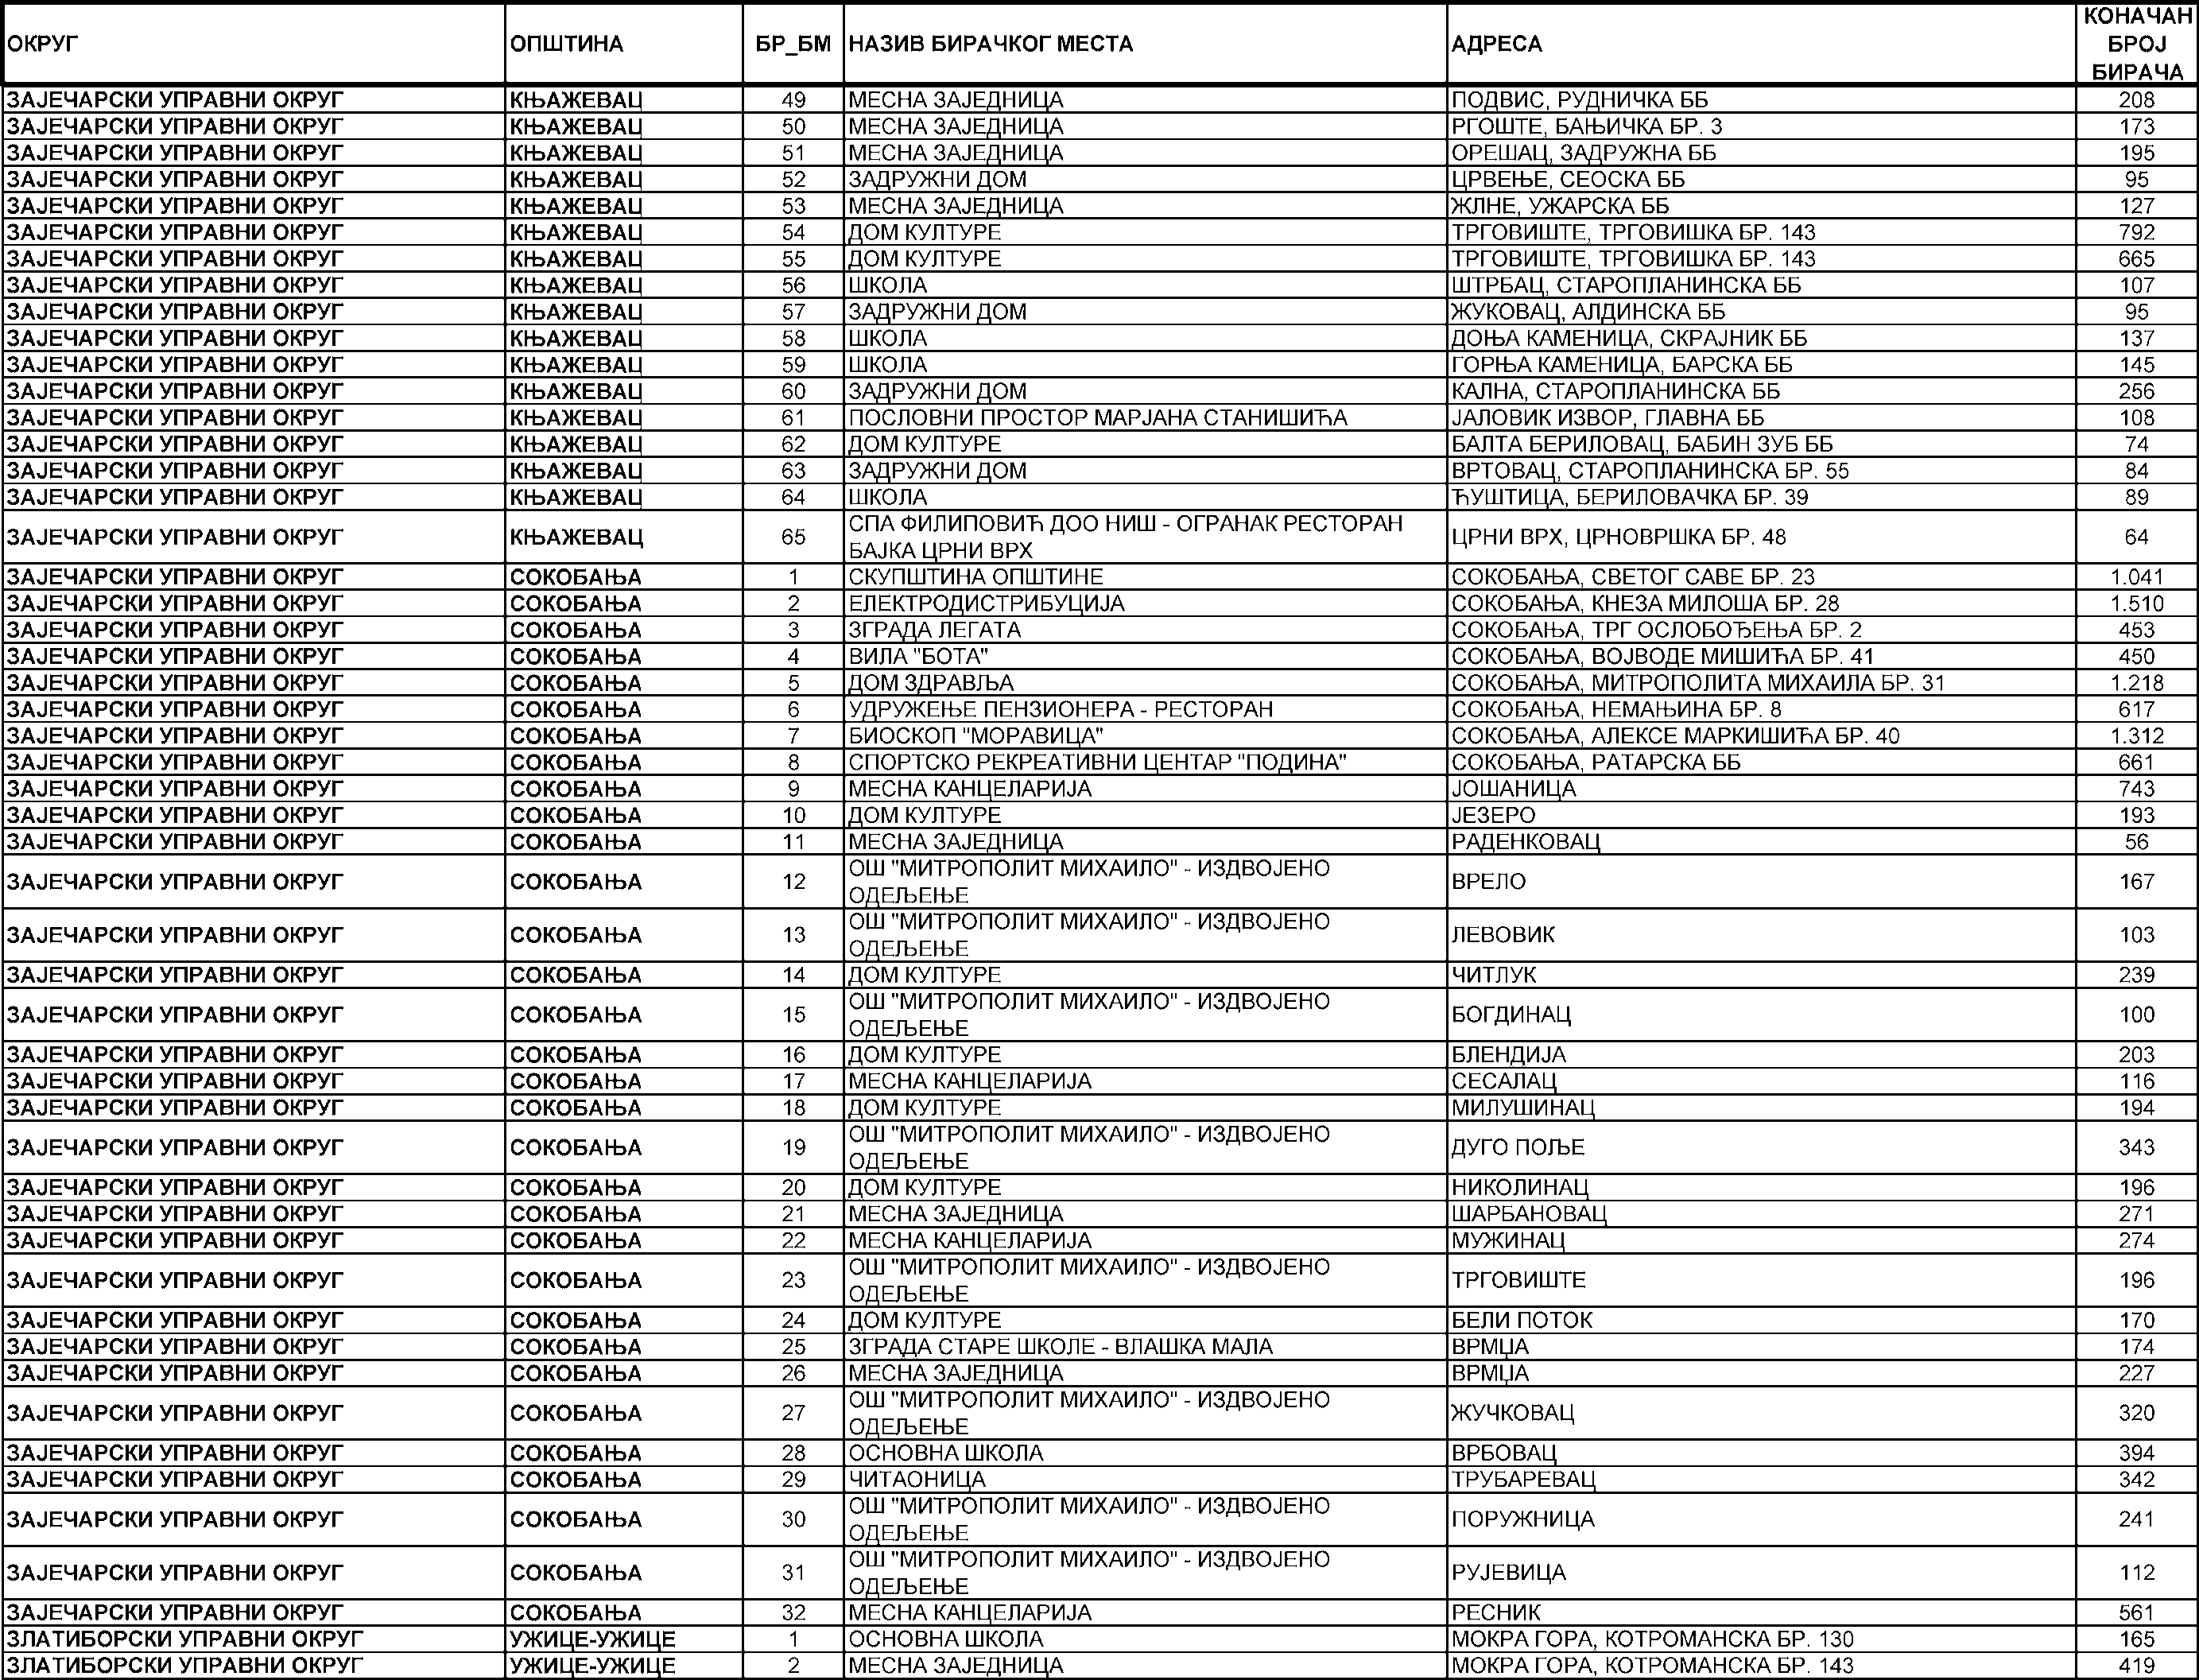 ОКРУГ ОПШТИНА БР_БМ НАЗИВ БИРАЧКОГ МЕСТА АДРЕСА КОНАЧАН БРОЈ БИРАЧА
ЗАЈЕЧАРСКИ УПРАВНИ ОКРУГ КЊАЖЕВАЦ 49 МЕСНА ЗАЈЕДНИЦА ПОДВИС, РУДНИЧКА ББ 208
ЗАЈЕЧАРСКИ УПРАВНИ ОКРУГ КЊАЖЕВАЦ 50 МЕСНА ЗАЈЕДНИЦА РГОШТЕ, БАЊИЧКА БР. 3 173
ЗАЈЕЧАРСКИ УПРАВНИ ОКРУГ КЊАЖЕВАЦ 51 МЕСНА ЗАЈЕДНИЦА ОРЕШАЦ, ЗАДРУЖНА ББ 195
ЗАЈЕЧАРСКИ УПРАВНИ ОКРУГ КЊАЖЕВАЦ 52 ЗАДРУЖНИ ДОМ ЦРВЕЊЕ, СЕОСКА ББ 95
ЗАЈЕЧАРСКИ УПРАВНИ ОКРУГ КЊАЖЕВАЦ 53 МЕСНА ЗАЈЕДНИЦА ЖЛНЕ, УЖАРСКА ББ 127
ЗАЈЕЧАРСКИ УПРАВНИ ОКРУГ КЊАЖЕВАЦ 54 ДОМ КУЛТУРЕ ТРГОВИШТЕ, ТРГОВИШКА БР. 143 792
ЗАЈЕЧАРСКИ УПРАВНИ ОКРУГ КЊАЖЕВАЦ 55 ДОМ КУЛТУРЕ ТРГОВИШТЕ, ТРГОВИШКА БР. 143 665
ЗАЈЕЧАРСКИ УПРАВНИ ОКРУГ КЊАЖЕВАЦ 56 ШКОЛА ШТРБАЦ, СТАРОПЛАНИНСКА ББ 107
ЗАЈЕЧАРСКИ УПРАВНИ ОКРУГ КЊАЖЕВАЦ 57 ЗАДРУЖНИ ДОМ ЖУКОВАЦ, АЛДИНСКА ББ 95
ЗАЈЕЧАРСКИ УПРАВНИ ОКРУГ КЊАЖЕВАЦ 58 ШКОЛА ДОЊА КАМЕНИЦА, СКРАЈНИК ББ 137
ЗАЈЕЧАРСКИ УПРАВНИ ОКРУГ КЊАЖЕВАЦ 59 ШКОЛА ГОРЊА КАМЕНИЦА, БАРСКА ББ 145
ЗАЈЕЧАРСКИ УПРАВНИ ОКРУГ КЊАЖЕВАЦ 60 ЗАДРУЖНИ ДОМ КАЛНА, СТАРОПЛАНИНСКА ББ 256
ЗАЈЕЧАРСКИ УПРАВНИ ОКРУГ КЊАЖЕВАЦ 61 ПОСЛОВНИ ПРОСТОР МАРЈАНА СТАНИШИЋА ЈАЛОВИК ИЗВОР, ГЛАВНА ББ 108
ЗАЈЕЧАРСКИ УПРАВНИ ОКРУГ КЊАЖЕВАЦ 62 ДОМ КУЛТУРЕ БАЛТА БЕРИЛОВАЦ, БАБИН ЗУБ ББ 74
ЗАЈЕЧАРСКИ УПРАВНИ ОКРУГ КЊАЖЕВАЦ 63 ЗАДРУЖНИ ДОМ ВРТОВАЦ, СТАРОПЛАНИНСКА БР. 55 84
ЗАЈЕЧАРСКИ УПРАВНИ ОКРУГ КЊАЖЕВАЦ 64 ШКОЛА ЋУШТИЦА, БЕРИЛОВАЧКА БР. 39 89
ЗАЈЕЧАРСКИ УПРАВНИ ОКРУГ КЊАЖЕВАЦ 65 СПА ФИЛИПОВИЋ ДОО НИШ - ОГРАНАК РЕСТОРАН БАЈКА ЦРНИ ВРХ ЦРНИ ВРХ, ЦРНОВРШКА БР. 48 64
ЗАЈЕЧАРСКИ УПРАВНИ ОКРУГ СОКОБАЊА 1 СКУПШТИНА ОПШТИНЕ СОКОБАЊА, СВЕТОГ САВЕ БР. 23 1.041
ЗАЈЕЧАРСКИ УПРАВНИ ОКРУГ СОКОБАЊА 2 ЕЛЕКТРОДИСТРИБУЦИЈА СОКОБАЊА, КНЕЗА МИЛОША БР. 28 1.510
ЗАЈЕЧАРСКИ УПРАВНИ ОКРУГ СОКОБАЊА 3 ЗГРАДА ЛЕГАТА СОКОБАЊА, ТРГ ОСЛОБОЂЕЊА БР. 2 453
ЗАЈЕЧАРСКИ УПРАВНИ ОКРУГ СОКОБАЊА 4 ВИЛА "БОТА" СОКОБАЊА, ВОЈВОДЕ МИШИЋА БР. 41 450
ЗАЈЕЧАРСКИ УПРАВНИ ОКРУГ СОКОБАЊА 5 ДОМ ЗДРАВЉА СОКОБАЊА, МИТРОПОЛИТА МИХАИЛА БР. 31 1.218
ЗАЈЕЧАРСКИ УПРАВНИ ОКРУГ СОКОБАЊА 6 УДРУЖЕЊЕ ПЕНЗИОНЕРА - РЕСТОРАН СОКОБАЊА, НЕМАЊИНА БР. 8 617
ЗАЈЕЧАРСКИ УПРАВНИ ОКРУГ СОКОБАЊА 7 БИОСКОП "МОРАВИЦА" СОКОБАЊА, АЛЕКСЕ МАРКИШИЋА БР. 40 1.312
ЗАЈЕЧАРСКИ УПРАВНИ ОКРУГ СОКОБАЊА 8 СПОРТСКО РЕКРЕАТИВНИ ЦЕНТАР "ПОДИНА" СОКОБАЊА, РАТАРСКА ББ 661
ЗАЈЕЧАРСКИ УПРАВНИ ОКРУГ СОКОБАЊА 9 МЕСНА КАНЦЕЛАРИЈА ЈОШАНИЦА 743
ЗАЈЕЧАРСКИ УПРАВНИ ОКРУГ СОКОБАЊА 10 ДОМ КУЛТУРЕ ЈЕЗЕРО 193
ЗАЈЕЧАРСКИ УПРАВНИ ОКРУГ СОКОБАЊА 11 МЕСНА ЗАЈЕДНИЦА РАДЕНКОВАЦ 56
ЗАЈЕЧАРСКИ УПРАВНИ ОКРУГ СОКОБАЊА 12 ОШ "МИТРОПОЛИТ МИХАИЛО" - ИЗДВОЈЕНО ОДЕЉЕЊЕ ВРЕЛО 167
ЗАЈЕЧАРСКИ УПРАВНИ ОКРУГ СОКОБАЊА 13 ОШ "МИТРОПОЛИТ МИХАИЛО" - ИЗДВОЈЕНО ОДЕЉЕЊЕ ЛЕВОВИК 103
ЗАЈЕЧАРСКИ УПРАВНИ ОКРУГ СОКОБАЊА 14 ДОМ КУЛТУРЕ ЧИТЛУК 239
ЗАЈЕЧАРСКИ УПРАВНИ ОКРУГ СОКОБАЊА 15 ОШ "МИТРОПОЛИТ МИХАИЛО" - ИЗДВОЈЕНО ОДЕЉЕЊЕ БОГДИНАЦ 100
ЗАЈЕЧАРСКИ УПРАВНИ ОКРУГ СОКОБАЊА 16 ДОМ КУЛТУРЕ БЛЕНДИЈА 203
ЗАЈЕЧАРСКИ УПРАВНИ ОКРУГ СОКОБАЊА 17 МЕСНА КАНЦЕЛАРИЈА СЕСАЛАЦ 116
ЗАЈЕЧАРСКИ УПРАВНИ ОКРУГ СОКОБАЊА 18 ДОМ КУЛТУРЕ МИЛУШИНАЦ 194
ЗАЈЕЧАРСКИ УПРАВНИ ОКРУГ СОКОБАЊА 19 ОШ "МИТРОПОЛИТ МИХАИЛО" - ИЗДВОЈЕНО ОДЕЉЕЊЕ ДУГО ПОЉЕ 343
ЗАЈЕЧАРСКИ УПРАВНИ ОКРУГ СОКОБАЊА 20 ДОМ КУЛТУРЕ НИКОЛИНАЦ 196
ЗАЈЕЧАРСКИ УПРАВНИ ОКРУГ СОКОБАЊА 21 МЕСНА ЗАЈЕДНИЦА ШАРБАНОВАЦ 271
ЗАЈЕЧАРСКИ УПРАВНИ ОКРУГ СОКОБАЊА 22 МЕСНА КАНЦЕЛАРИЈА МУЖИНАЦ 274
ЗАЈЕЧАРСКИ УПРАВНИ ОКРУГ СОКОБАЊА 23 ОШ "МИТРОПОЛИТ МИХАИЛО" - ИЗДВОЈЕНО ОДЕЉЕЊЕ ТРГОВИШТЕ 196
ЗАЈЕЧАРСКИ УПРАВНИ ОКРУГ СОКОБАЊА 24 ДОМ КУЛТУРЕ БЕЛИ ПОТОК 170
ЗАЈЕЧАРСКИ УПРАВНИ ОКРУГ СОКОБАЊА 25 ЗГРАДА СТАРЕ ШКОЛЕ - ВЛАШКА МАЛА ВРМЏА 174
ЗАЈЕЧАРСКИ УПРАВНИ ОКРУГ СОКОБАЊА 26 МЕСНА ЗАЈЕДНИЦА ВРМЏА 227
ЗАЈЕЧАРСКИ УПРАВНИ ОКРУГ СОКОБАЊА 27 ОШ "МИТРОПОЛИТ МИХАИЛО" - ИЗДВОЈЕНО ОДЕЉЕЊЕ ЖУЧКОВАЦ 320
ЗАЈЕЧАРСКИ УПРАВНИ ОКРУГ СОКОБАЊА 28 ОСНОВНА ШКОЛА ВРБОВАЦ 394
ЗАЈЕЧАРСКИ УПРАВНИ ОКРУГ СОКОБАЊА 29 ЧИТАОНИЦА ТРУБАРЕВАЦ 342
ЗАЈЕЧАРСКИ УПРАВНИ ОКРУГ СОКОБАЊА 30 ОШ "МИТРОПОЛИТ МИХАИЛО" - ИЗДВОЈЕНО ОДЕЉЕЊЕ ПОРУЖНИЦА 241
ЗАЈЕЧАРСКИ УПРАВНИ ОКРУГ СОКОБАЊА 31 ОШ "МИТРОПОЛИТ МИХАИЛО" - ИЗДВОЈЕНО ОДЕЉЕЊЕ РУЈЕВИЦА 112
ЗАЈЕЧАРСКИ УПРАВНИ ОКРУГ СОКОБАЊА 32 МЕСНА КАНЦЕЛАРИЈА РЕСНИК 561
ЗЛАТИБОРСКИ УПРАВНИ ОКРУГ УЖИЦЕ-УЖИЦЕ 1 ОСНОВНА ШКОЛА МОКРА ГОРА, КОТРОМАНСКА БР. 130 165
ЗЛАТИБОРСКИ УПРАВНИ ОКРУГ УЖИЦЕ-УЖИЦЕ 2 МЕСНА ЗАЈЕДНИЦА МОКРА ГОРА, КОТРОМАНСКА БР. 143 419